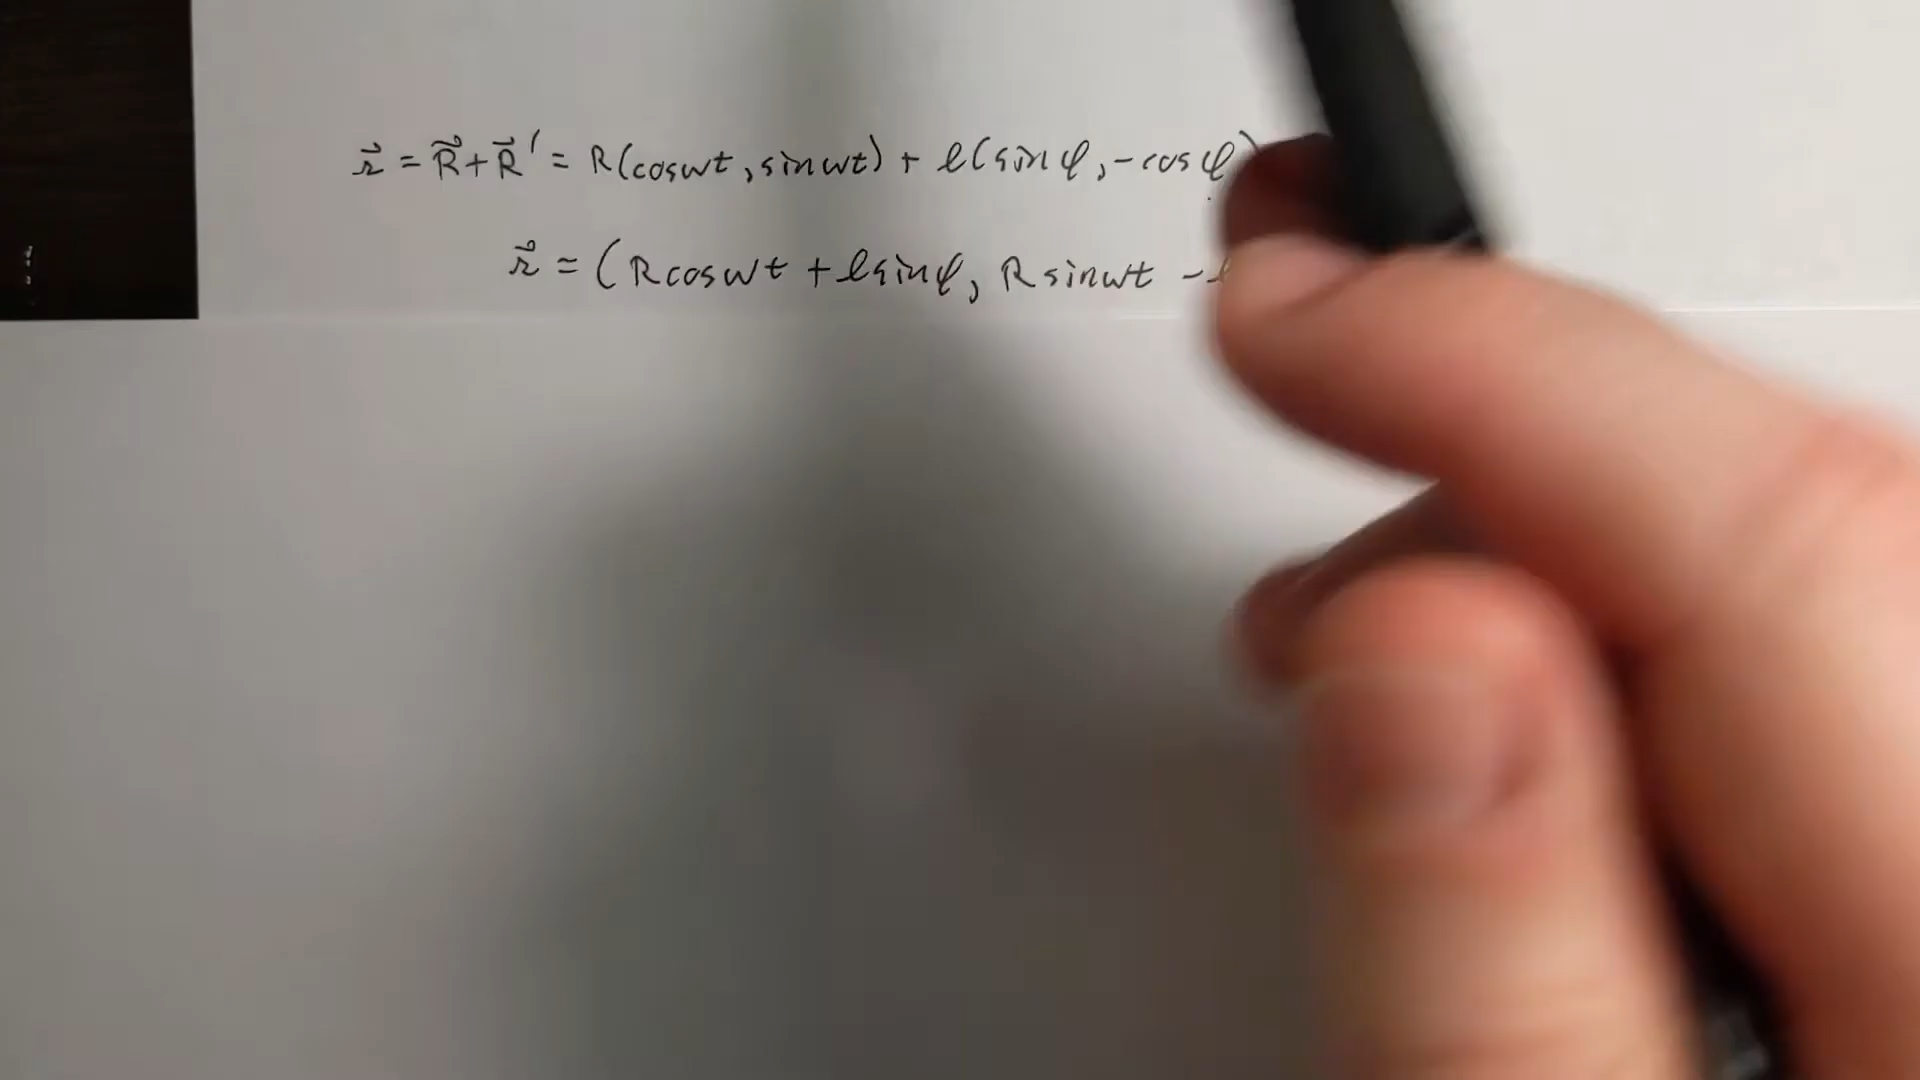 r⃗ = R⃗ + R⃗' = R(cosωt, sinωt) + ℓ(sinφ, -cosφ)
r⃗ = (Rcosωt + ℓsinφ, Rsinωt -